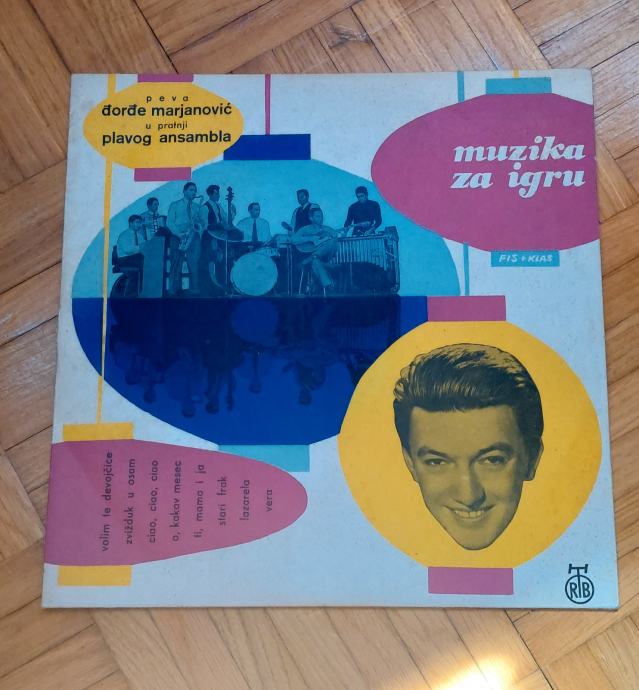 peva
đorđe marjanović
u pratnji
plavog ansambla
muzika
za igru
FIS + KLAS
volim te devojčice
zvižduk u osam
ciao, ciao, ciao
o, kakav mesec
ti, mama i ja
stari frak
lazarela
vera
RTB